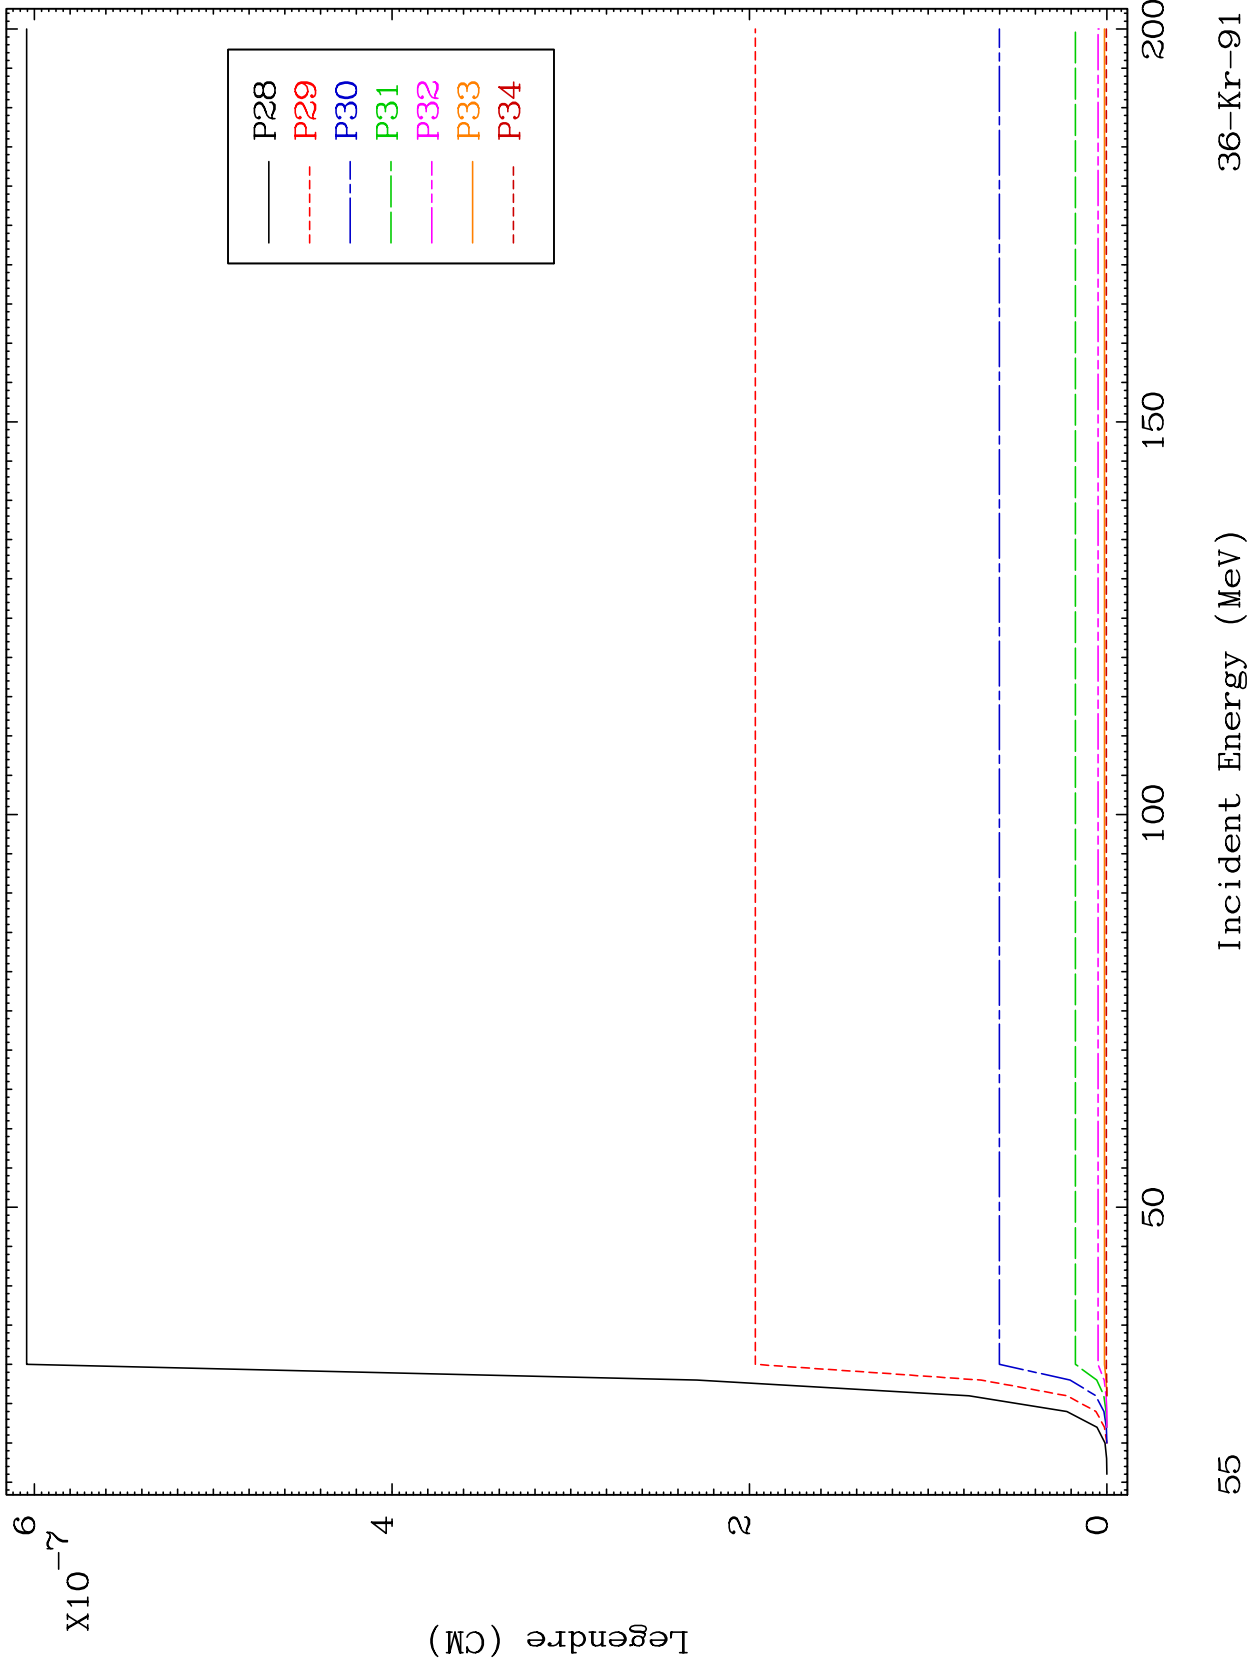 6
4
2
0
X10⁻⁷
Legendre (CM)
P28
P29
P30
P31
P32
P33
P34
50
100
150
200
Incident Energy (MeV)
55
36-Kr-91